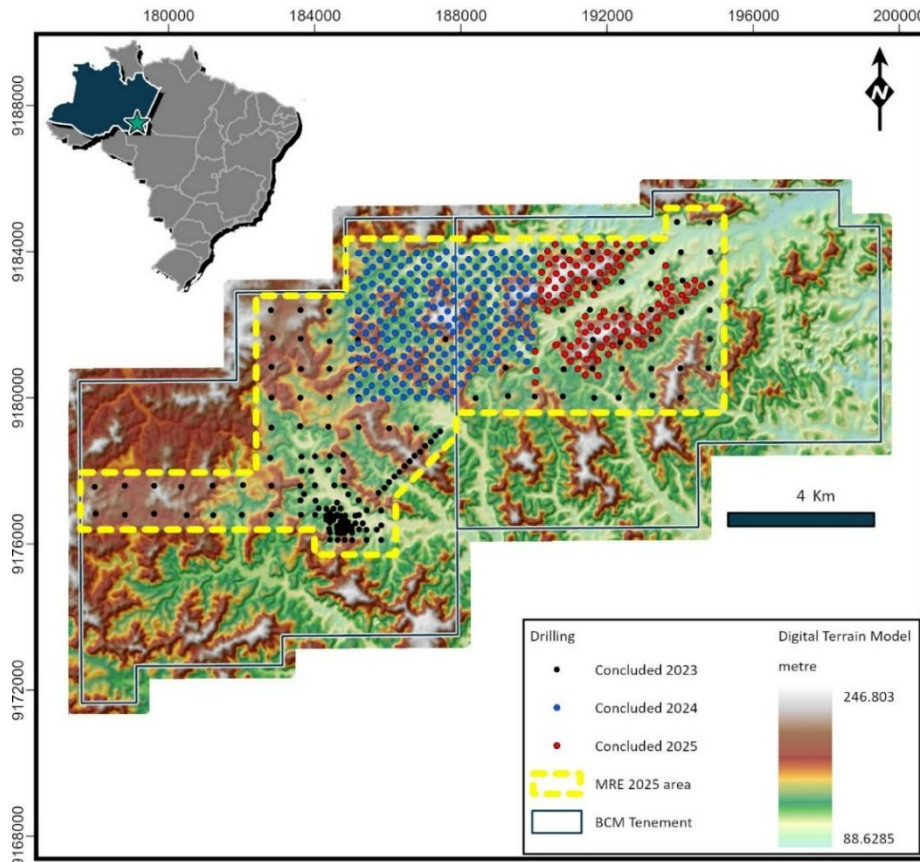 180000 184000 188000 192000 196000 200000
9188000
9184000
9180000
9176000
9172000
9168000
N
4 Km
Drilling
Concluded 2023
Concluded 2024
Concluded 2025
MRE 2025 area
BCM Tenement
Digital Terrain Model
metre
246.803
88.6285